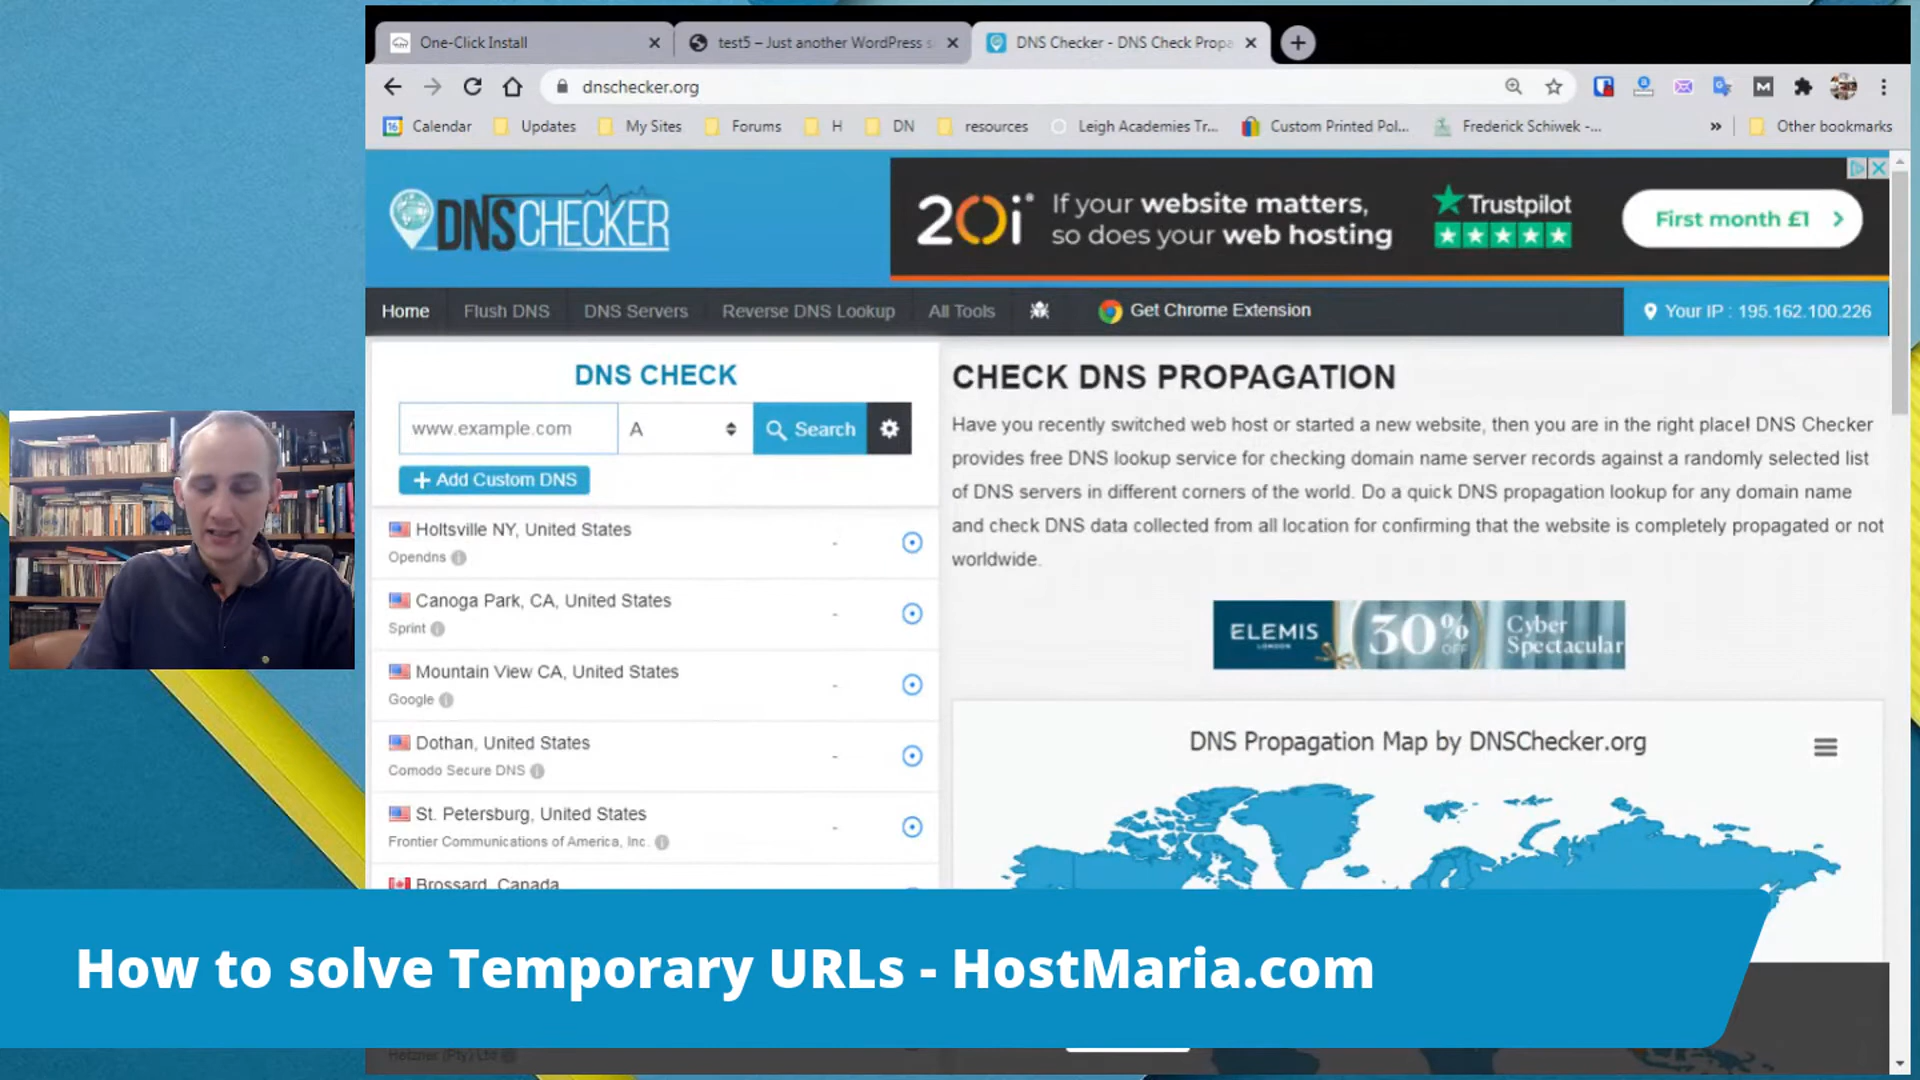 One-Click Install
test5 – Just another WordPress s
DNS Checker - DNS Check Propa
dnschecker.org
Calendar
Updates
My Sites
Forums
H
DN
resources
Leigh Academies Tr...
Custom Printed Pol...
Frederick Schiwek -...
»
Other bookmarks
DNSCHECKER
20i
If your website matters,
so does your web hosting
Trustpilot
First month £1
Home
Flush DNS
DNS Servers
Reverse DNS Lookup
All Tools
Get Chrome Extension
Your IP : 195.162.100.226
DNS CHECK
www.example.com
A
Search
+ Add Custom DNS
Holtsville NY, United States
-
Opendns
Canoga Park, CA, United States
-
Sprint
Mountain View CA, United States
-
Google
Dothan, United States
-
Comodo Secure DNS
St. Petersburg, United States
-
Frontier Communications of America, Inc.
Brossard, Canada
CHECK DNS PROPAGATION
Have you recently switched web host or started a new website, then you are in the right place! DNS Checker
provides free DNS lookup service for checking domain name server records against a randomly selected list
of DNS servers in different corners of the world. Do a quick DNS propagation lookup for any domain name
and check DNS data collected from all location for confirming that the website is completely propagated or not
worldwide.
ELEMIS
LONDON
30% OFF
Cyber
Spectacular
DNS Propagation Map by DNSChecker.org
How to solve Temporary URLs - HostMaria.com
Hetzner (Pty) Ltd